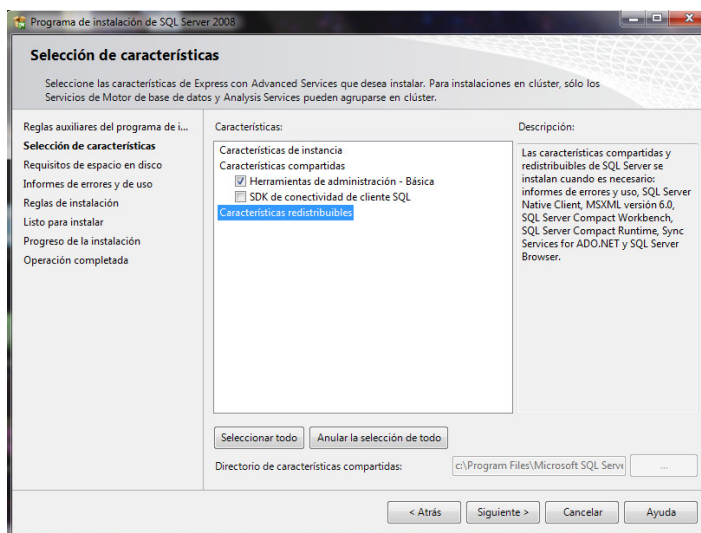 Programa de instalación de SQL Server 2008
Selección de características
Seleccione las características de Express con Advanced Services que desea instalar. Para instalaciones en clúster, sólo los
Servicios de Motor de base de datos y Analysis Services pueden agruparse en clúster.
Reglas auxiliares del programa de i...
Selección de características
Requisitos de espacio en disco
Informes de errores y de uso
Reglas de instalación
Listo para instalar
Progreso de la instalación
Operación completada
Características:
Características de instancia
Características compartidas
Herramientas de administración - Básica
SDK de conectividad de cliente SQL
Características redistribuibles
Descripción:
Las características compartidas y
redistribuibles de SQL Server se
instalan cuando es necesario:
informes de errores y uso, SQL Server
Native Client, MSXML versión 6.0,
SQL Server Compact Workbench,
SQL Server Compact Runtime, Sync
Services for ADO.NET y SQL Server
Browser.
Seleccionar todo
Anular la selección de todo
Directorio de características compartidas:
c:\Program Files\Microsoft SQL Serve
...
< Atrás
Siguiente >
Cancelar
Ayuda